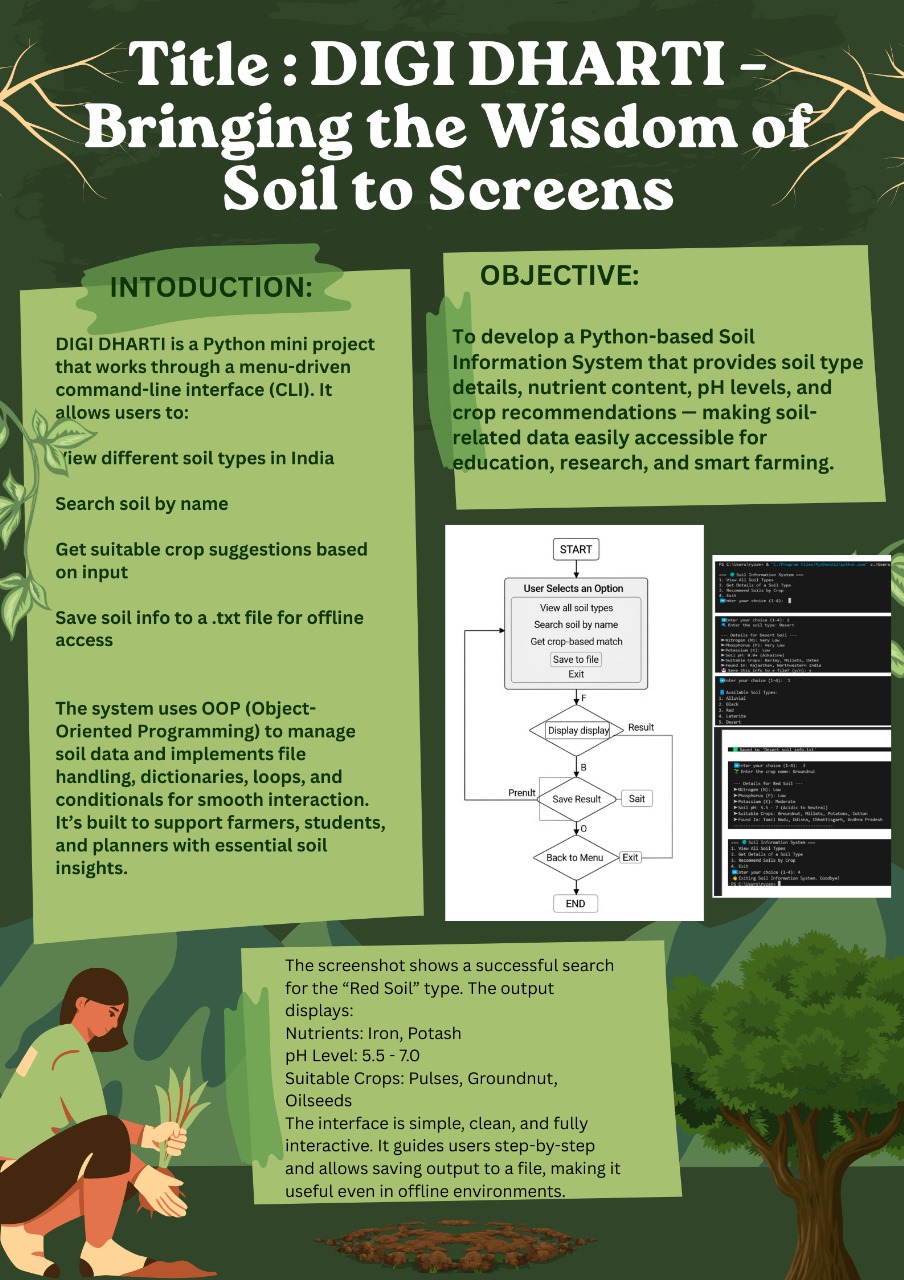 Title : DIGI DHARTI –
Bringing the Wisdom of
Soil to Screens
INTODUCTION:
DIGI DHARTI is a Python mini project
that works through a menu-driven
command-line interface (CLI). It
allows users to:
View different soil types in India
Search soil by name
Get suitable crop suggestions based
on input
Save soil info to a .txt file for offline
access
The system uses OOP (Object-
Oriented Programming) to manage
soil data and implements file
handling, dictionaries, loops, and
conditionals for smooth interaction.
It’s built to support farmers, students,
and planners with essential soil
insights.
OBJECTIVE:
To develop a Python-based Soil
Information System that provides soil type
details, nutrient content, pH levels, and
crop recommendations — making soil-
related data easily accessible for
education, research, and smart farming.
START
User Selects an Option
View all soil types
Search soil by name
Get crop-based match
Save to file
Exit
F
Display display
Result
B
Prenult
Save Result
Sait
O
Back to Menu
Exit
END
=== Soil Information System ===
1. View All Soil Types
2. Get Details of a Soil Type
3. Recommend Soils by Crop
4. Exit
Enter your choice (1-4):
Enter your choice (1-4): 2
Enter the soil type: Desert
--- Details for Desert Soil ---
Nitrogen (N): Very Low
Phosphorus (P): Very Low
Potassium (K): Low
Suitable Crops: Barley, Millets, Dates
Found In: Rajasthan, Northwestern India
Enter your choice (1-4): 1
Available Soil Types:
1. Alluvial
2. Black
3. Red
4. Laterite
5. Desert
Saved to 'Desert_soil_info.txt'
Enter your choice (1-4): 3
Enter the crop name: Groundnut
--- Details for Red Soil ---
Nitrogen (N): Low
Phosphorus (P): Low
Potassium (K): Moderate
Soil pH: 5.5 - 7 (Acidic to Neutral)
Suitable Crops: Groundnut, Millets, Potatoes, Cotton
Found In: Tamil Nadu, Odisha, Chhattisgarh, Andhra Pradesh
=== Soil Information System ===
1. View All Soil Types
2. Get Details of a Soil Type
3. Recommend Soils by Crop
4. Exit
Enter your choice (1-4): 4
Exiting Soil Information System. Goodbye!
The screenshot shows a successful search
for the “Red Soil” type. The output
displays:
Nutrients: Iron, Potash
pH Level: 5.5 - 7.0
Suitable Crops: Pulses, Groundnut,
Oilseeds
The interface is simple, clean, and fully
interactive. It guides users step-by-step
and allows saving output to a file, making it
useful even in offline environments.